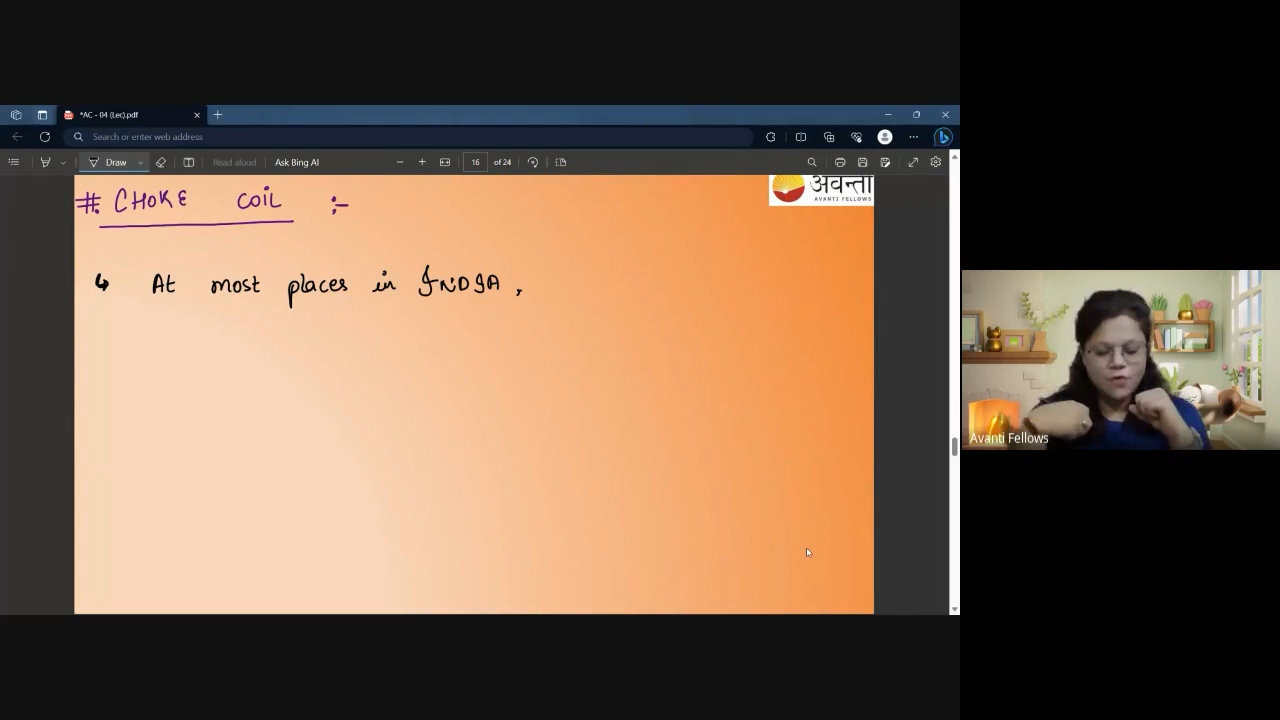 *AC - 04 (Lec).pdf
Search or enter web address
Draw
Read aloud
Ask Bing AI
16 of 24
# CHOKE COIL :-
अवन्ती
AVANTI FELLOWS
↳ At most places in INDIA,
Avanti Fellows